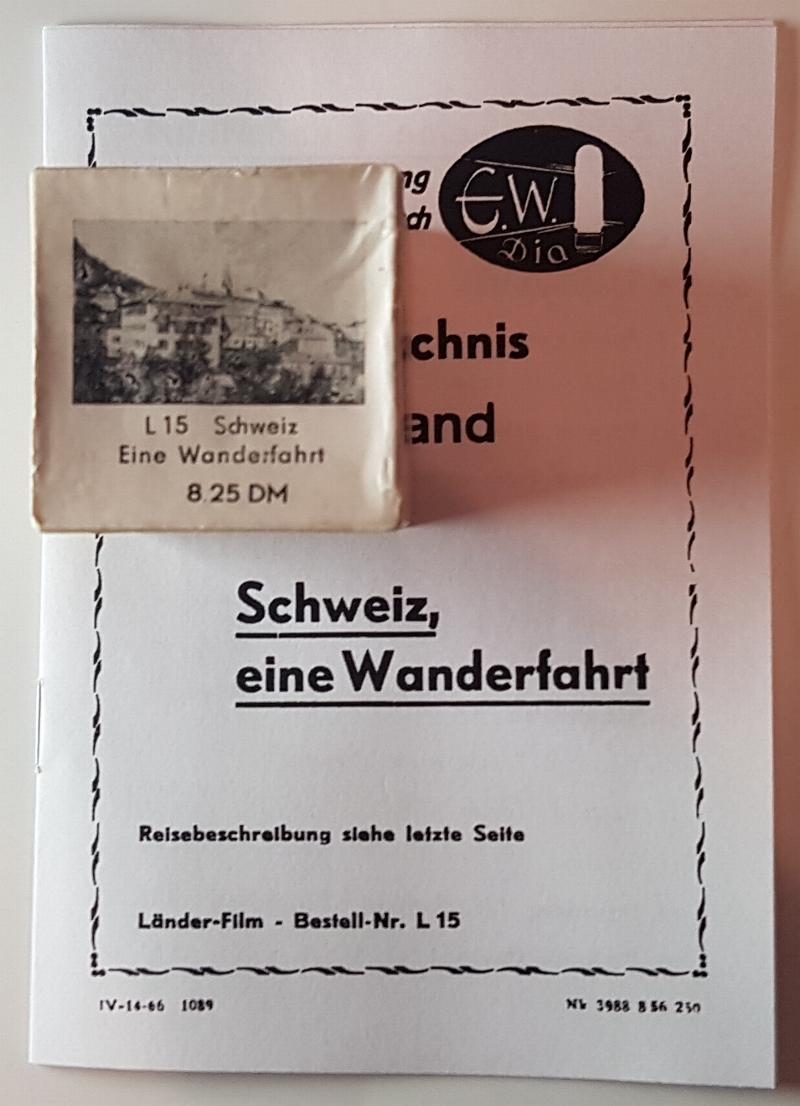 ng
ch
E.W.
Dia
chnis
and
L 15 Schweiz
Eine Wanderfahrt
8.25 DM
Schweiz,
eine Wanderfahrt
Reisebeschreibung siehe letzte Seite
Länder-Film - Bestell-Nr. L 15
IV-14-66 1089
Nk 3988 8 56 250